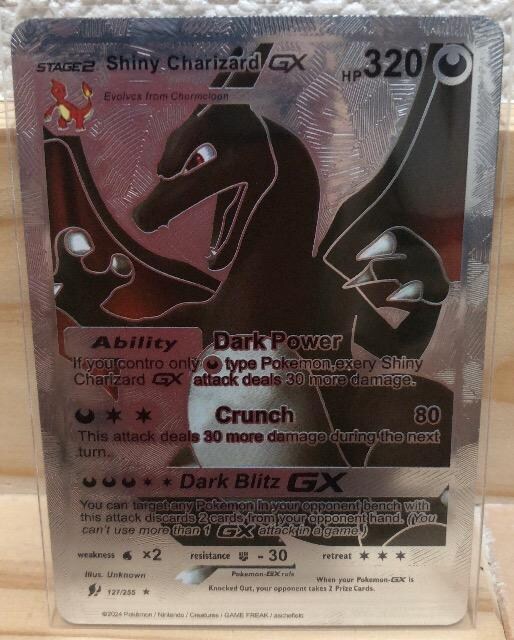 STAGE2 Shiny Charizard GX HP 320
Evolves from Charmeleon
Ability Dark Power
If you contro only type Pokemon,exery Shiny
Charizard GX attack deals 30 more damage.
Crunch 80
This attack deals 30 more damage during the next
turn.
Dark Blitz GX
You can target any Pokemon in your opponent bench with
this attack discards 2 cards from your opponent hand. (You
can't use more than 1 GX attack in a game)
weakness ×2 resistance - 30 retreat
Illus. Unknown
Pokemon-GX rule
When your Pokemon-GX is
Knocked Out, your opponent takes 2 Prize Cards.
127/255
©2024 Pokémon / Nintendo / Creatures / GAME FREAK /